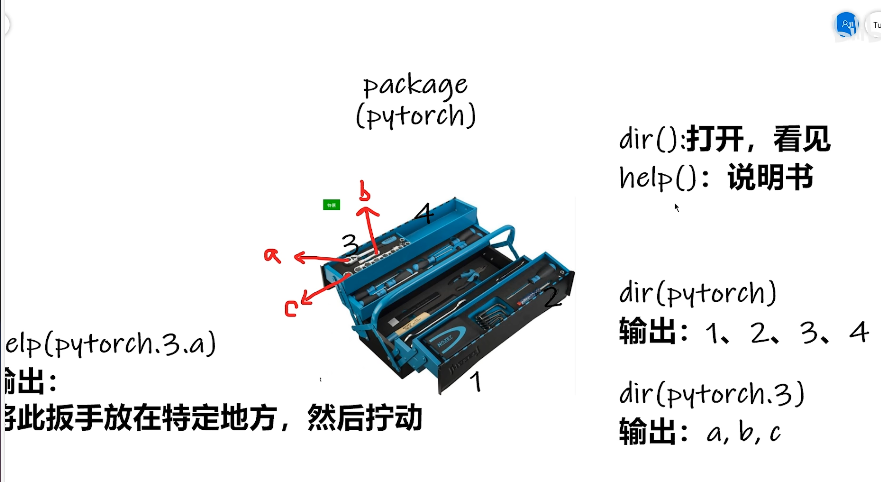 Tu
package
(pytorch)
dir():打开，看见
help()：说明书
b
4
3
a
c
2
1
dir(pytorch)
输出：1、2、3、4
elp(pytorch.3.a)
输出：
将此扳手放在特定地方，然后拧动
dir(pytorch.3)
输出：a, b, c